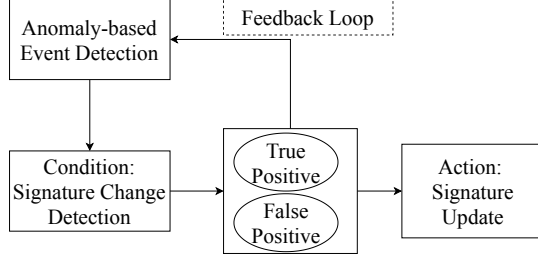 Anomaly-based
Event Detection
Feedback Loop
Condition:
Signature Change
Detection
True
Positive
False
Positive
Action:
Signature
Update